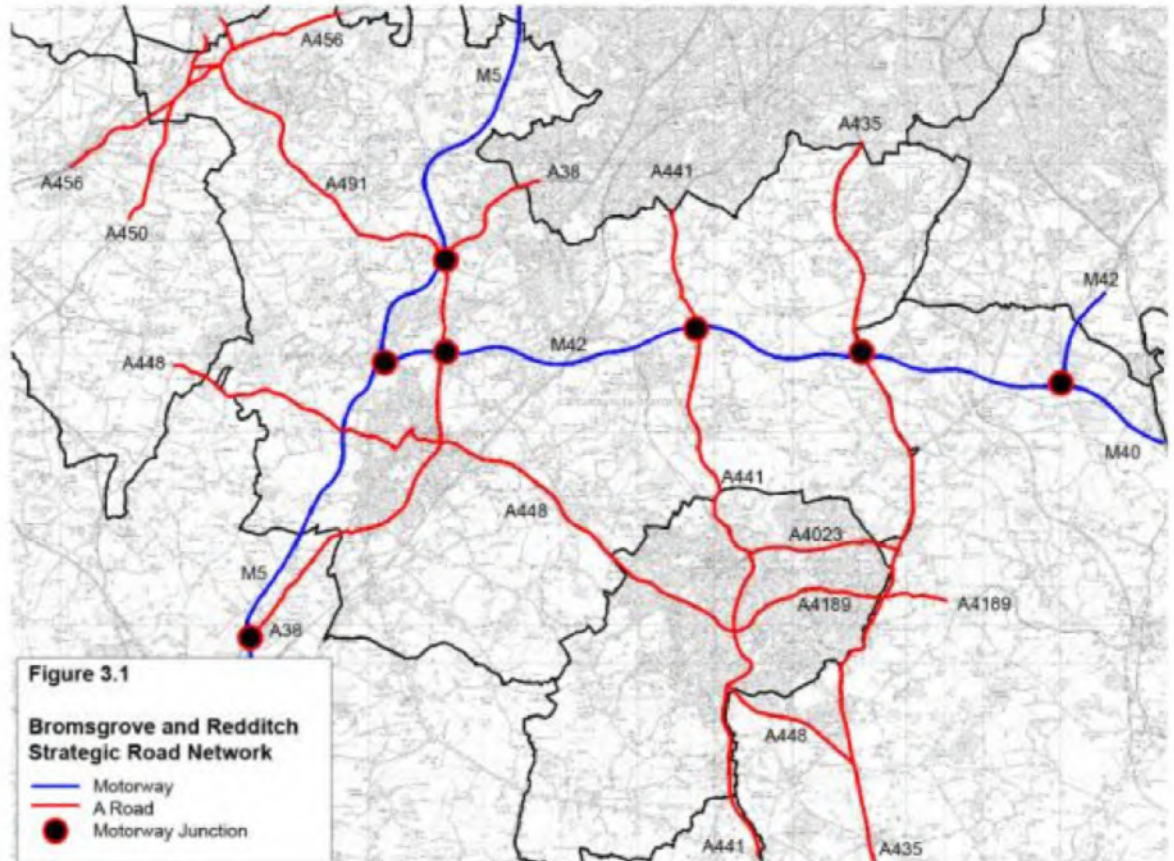 A456
M5
A435
A456
A491
A38
A441
A450
M42
A448
M42
M40
A441
A448
A4023
M5
A4189
A4189
A38
A448
A441
A435
Figure 3.1
Bromsgrove and Redditch
Strategic Road Network
Motorway
A Road
Motorway Junction